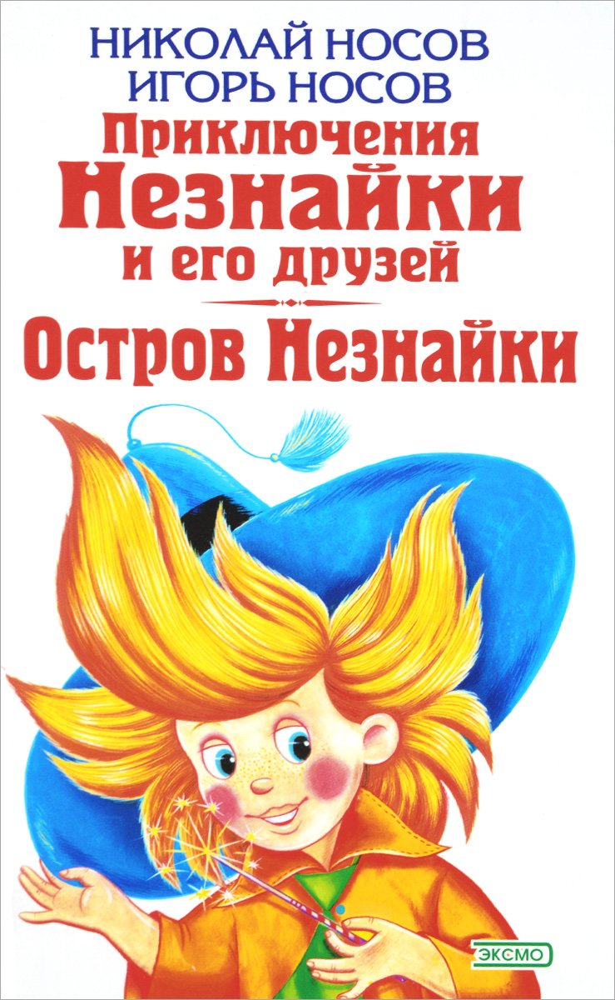 НИКОЛАЙ НОСОВ
ИГОРЬ НОСОВ
Приключения
Незнайки
и его друзей
Остров Незнайки
ЭКСМО